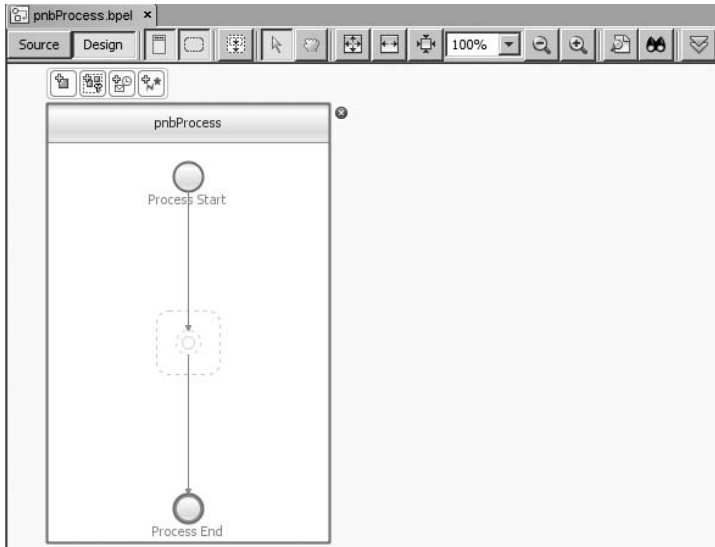 pnbProcess.bpel ×
Source Design 100%
pnbProcess
Process Start
Process End